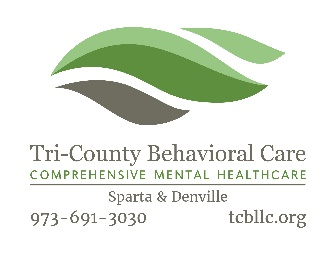 Tri-County Behavioral Care
COMPREHENSIVE MENTAL HEALTHCARE
Sparta & Denville
973-691-3030 tcbllc.org